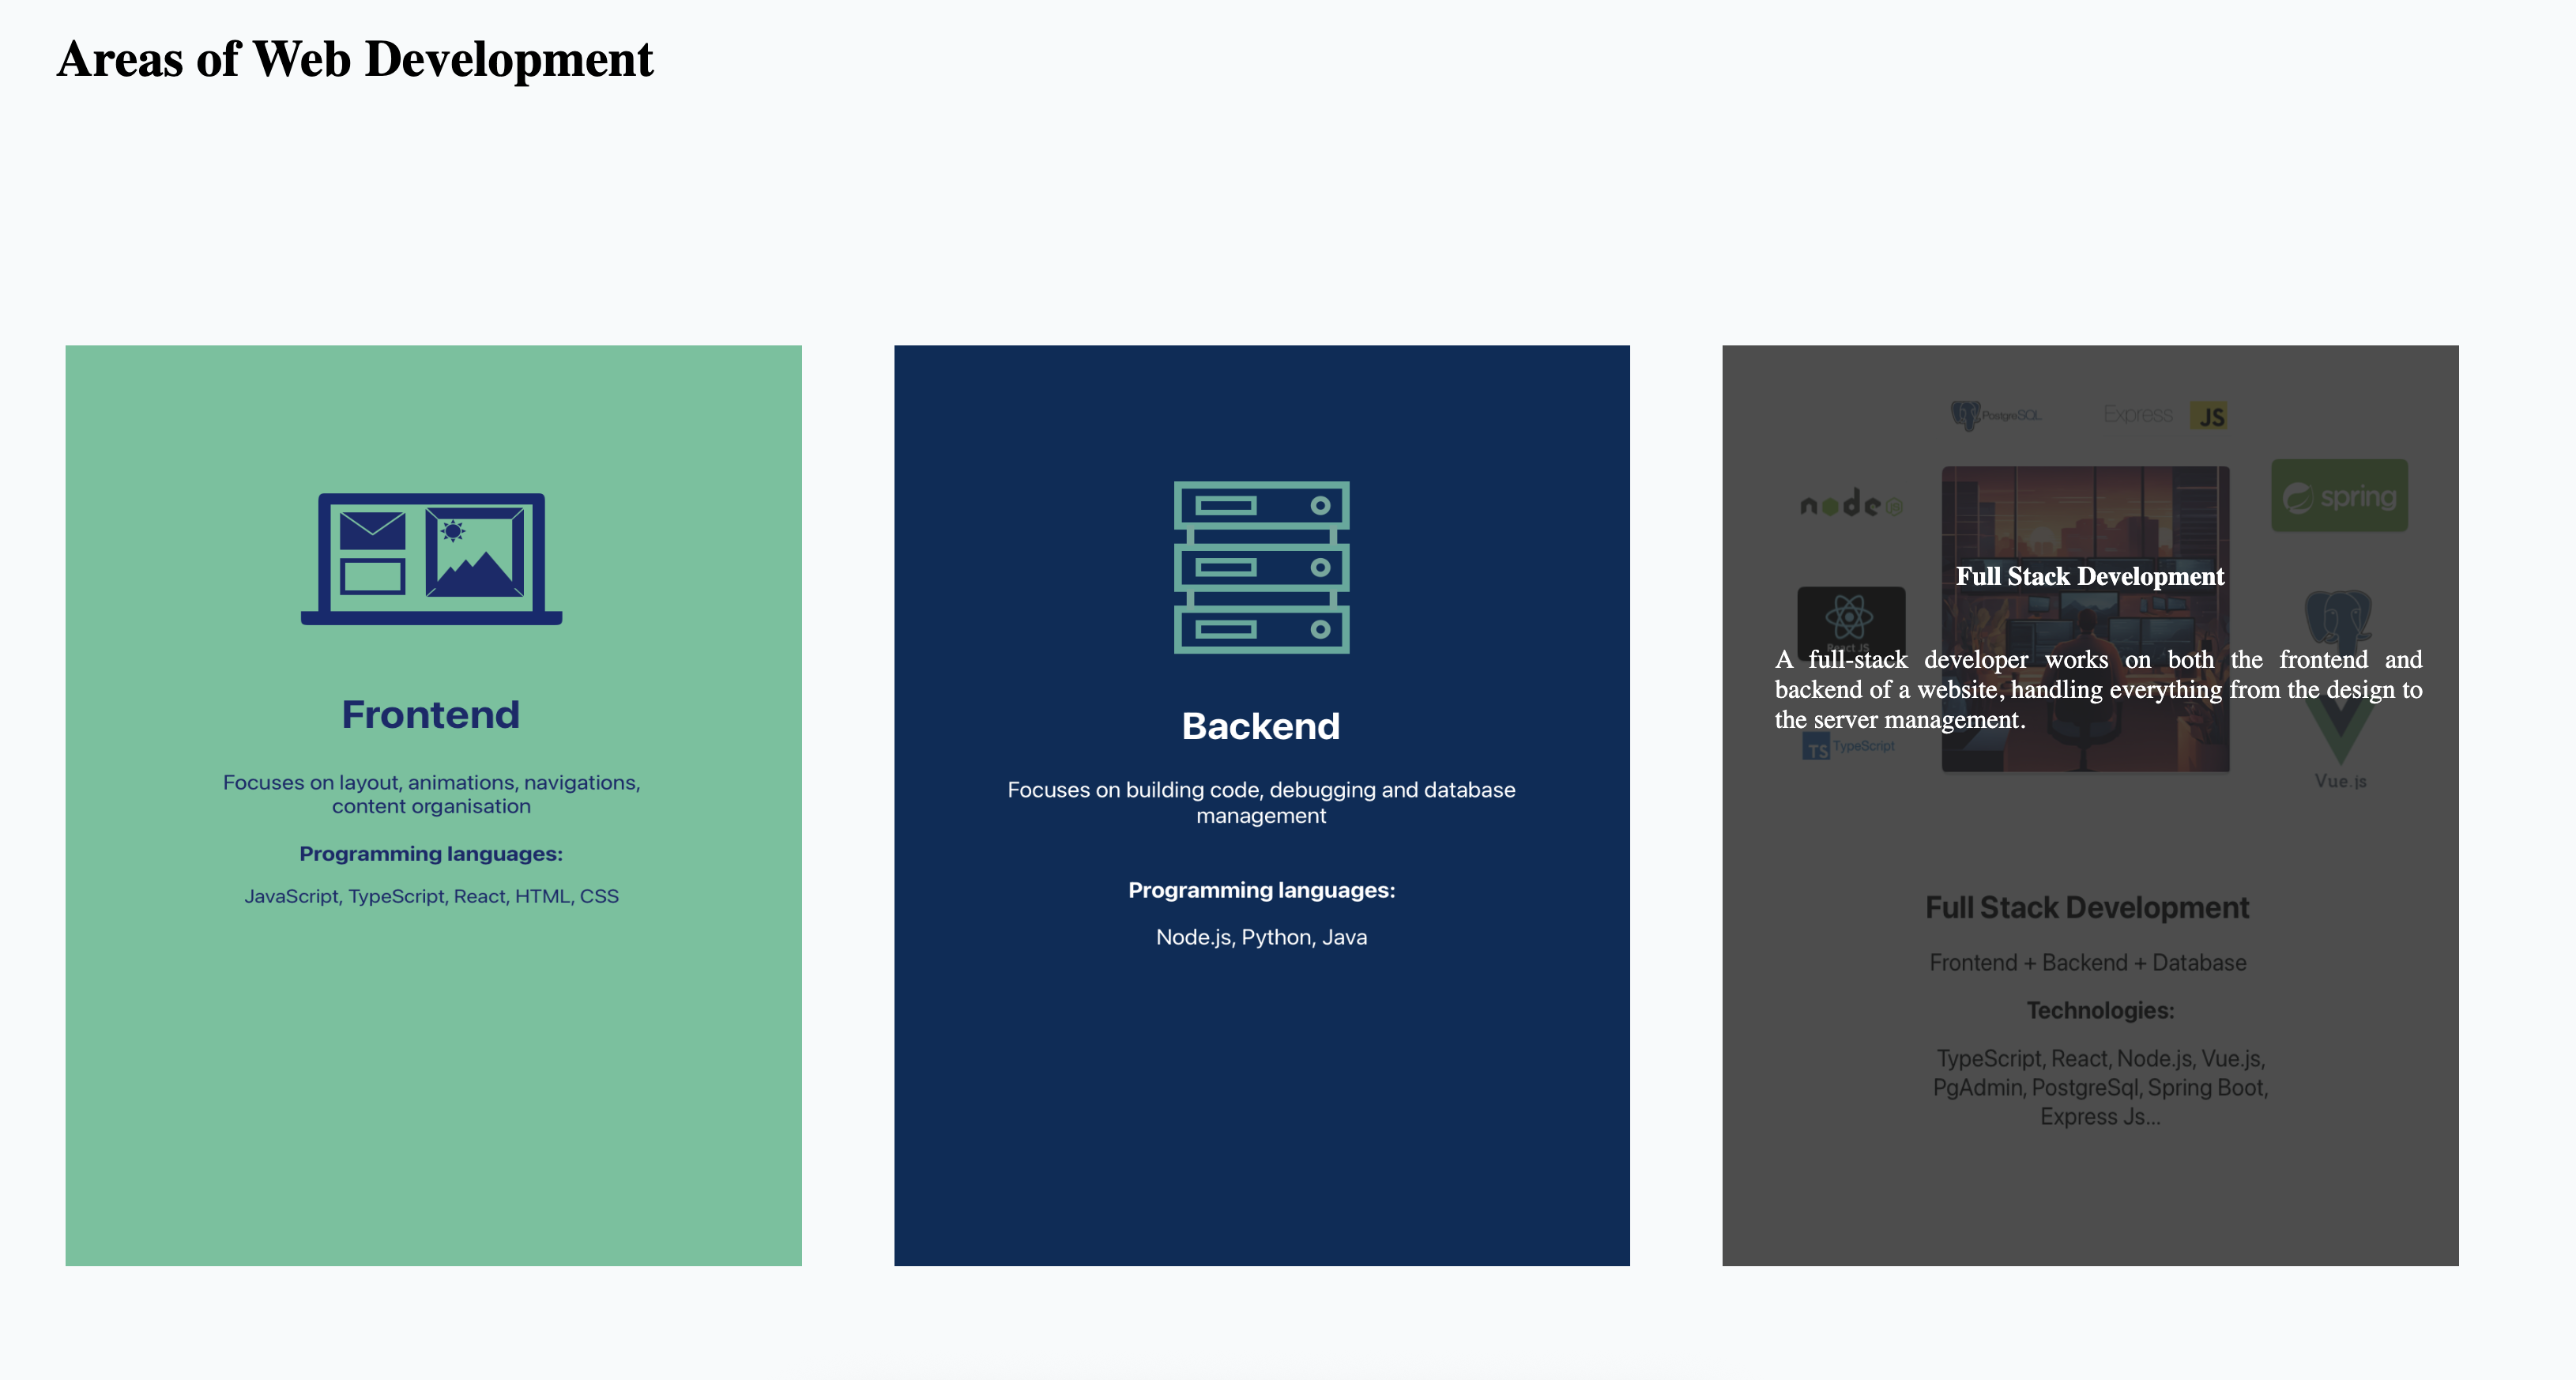 Areas of Web Development
Frontend
Focuses on layout, animations, navigations,
content organisation
Programming languages:
JavaScript, TypeScript, React, HTML, CSS
Backend
Focuses on building code, debugging and database
management
Programming languages:
Node.js, Python, Java
PostgreSQL
Express JS
node JS
spring
Full Stack Development
React JS
A full-stack developer works on both the frontend and
backend of a website, handling everything from the design to
the server management.
TS TypeScript
Vue.js
Full Stack Development
Frontend + Backend + Database
Technologies:
TypeScript, React, Node.js, Vue.js,
PgAdmin, PostgreSql, Spring Boot,
Express Js...